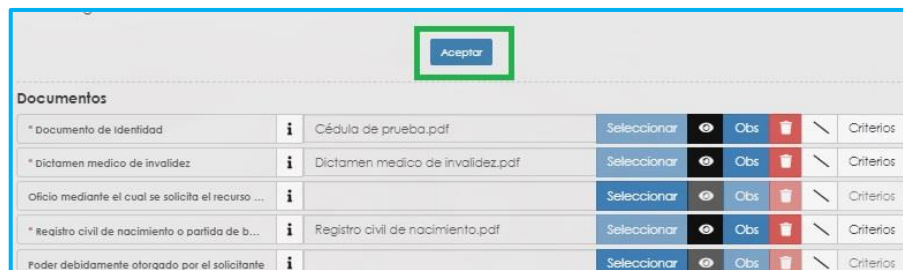 Aceptar
Documentos
* Documento de Identidad i Cédula de prueba.pdf Seleccionar Obs Criterios
* Dictamen medico de invalidez i Dictamen medico de invalidez.pdf Seleccionar Obs Criterios
Oficio mediante el cual se solicita el recurso ... i Seleccionar Obs Criterios
* Registro civil de nacimiento o partida de b... i Registro civil de nacimiento.pdf Seleccionar Obs Criterios
Poder debidamente otorgado por el solicitante i Seleccionar Obs Criterios